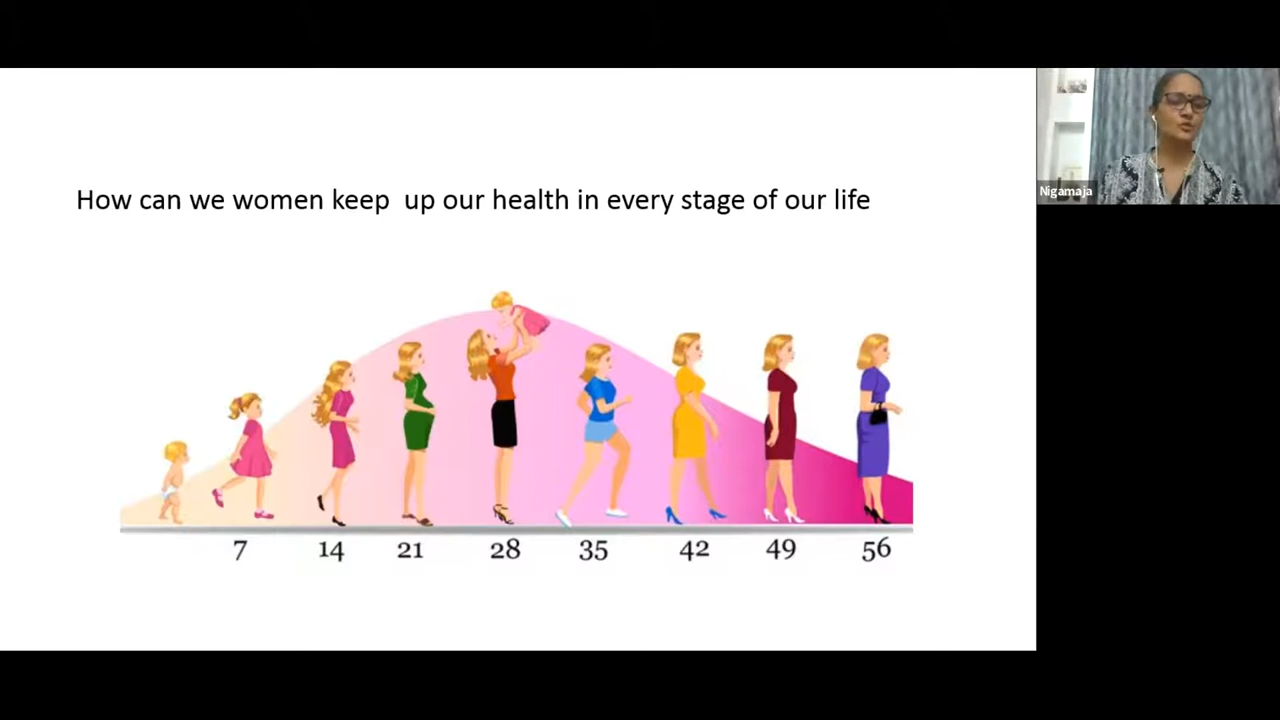 How can we women keep  up our health in every stage of our life
Nigamaja
7 14 21 28 35 42 49 56